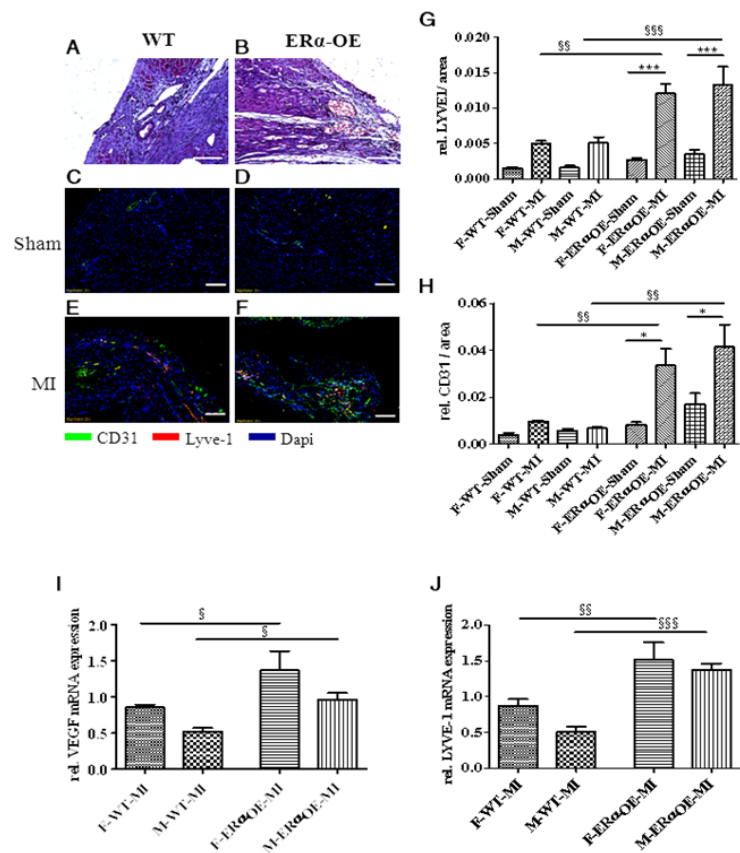 WT
ERα-OE
A
B
C
D
Sham
E
F
MI
CD31
Lyve-1
Dapi
G
rel. LYVE1/ area
0.020
0.015
0.010
0.005
0.000
§§§
§§
***
***
F-WT-Sham
F-WT-MI
M-WT-Sham
M-WT-MI
F-ERαOE-Sham
F-ERαOE-MI
M-ERαOE-Sham
M-ERαOE-MI
H
rel. CD31 / area
0.06
0.04
0.02
0.00
§§
§§
*
*
F-WT-Sham
F-WT-MI
M-WT-Sham
M-WT-MI
F-ERαOE-Sham
F-ERαOE-MI
M-ERαOE-Sham
M-ERαOE-MI
I
rel. VEGF mRNA expression
2.0
1.5
1.0
0.5
0.0
§
§
F-WT-MI
M-WT-MI
F-ERαOE-MI
M-ERαOE-MI
J
rel. LYVE-1 mRNA expression
2.0
1.5
1.0
0.5
0.0
§§
§§§
F-WT-MI
M-WT-MI
F-ERαOE-MI
M-ERαOE-MI